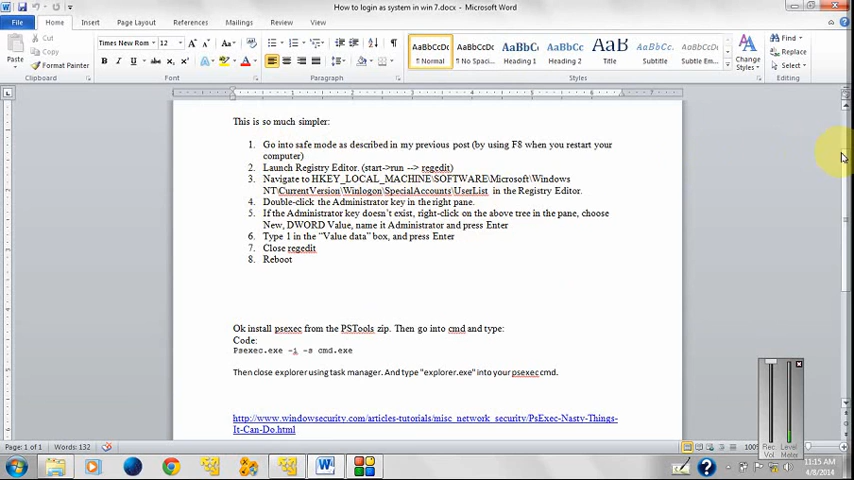 How to login as system in win 7.docx - Microsoft Word
File Home Insert Page Layout References Mailings Review View
Cut
Copy
Format Painter
Paste
Times New Rom 12
AaBbCcDc AaBbCcDc AaBbC AaBbCc AaB AaBbCc. AaBbCcD
¶ Normal ¶ No Spaci... Heading 1 Heading 2 Title Subtitle Subtle Em...
Change Styles
Find
Replace
Select
Clipboard Font Paragraph Styles Editing
This is so much simpler:
1. Go into safe mode as described in my previous post (by using F8 when you restart your
computer)
2. Launch Registry Editor. (start->run --> regedit)
3. Navigate to HKEY_LOCAL_MACHINE\SOFTWARE\Microsoft\Windows
NT\CurrentVersion\Winlogon\SpecialAccounts\UserList in the Registry Editor.
4. Double-click the Administrator key in the right pane.
5. If the Administrator key doesn't exist, right-click on the above tree in the pane, choose
New, DWORD Value, name it Administrator and press Enter
6. Type 1 in the "Value data" box, and press Enter
7. Close regedit
8. Reboot
Ok install psexec from the PSTools zip. Then go into cmd and type:
Code:
Psexec.exe -i -s cmd.exe
Then close explorer using task manager. And type "explorer.exe" into your psexec cmd.
http://www.windowsecurity.com/articles-tutorials/misc_network_security/PsExec-Nasty-Things-
It-Can-Do.html
Rec Vol
Level Meter
Page: 1 of 1 Words: 132
11:15 AM
4/8/2014